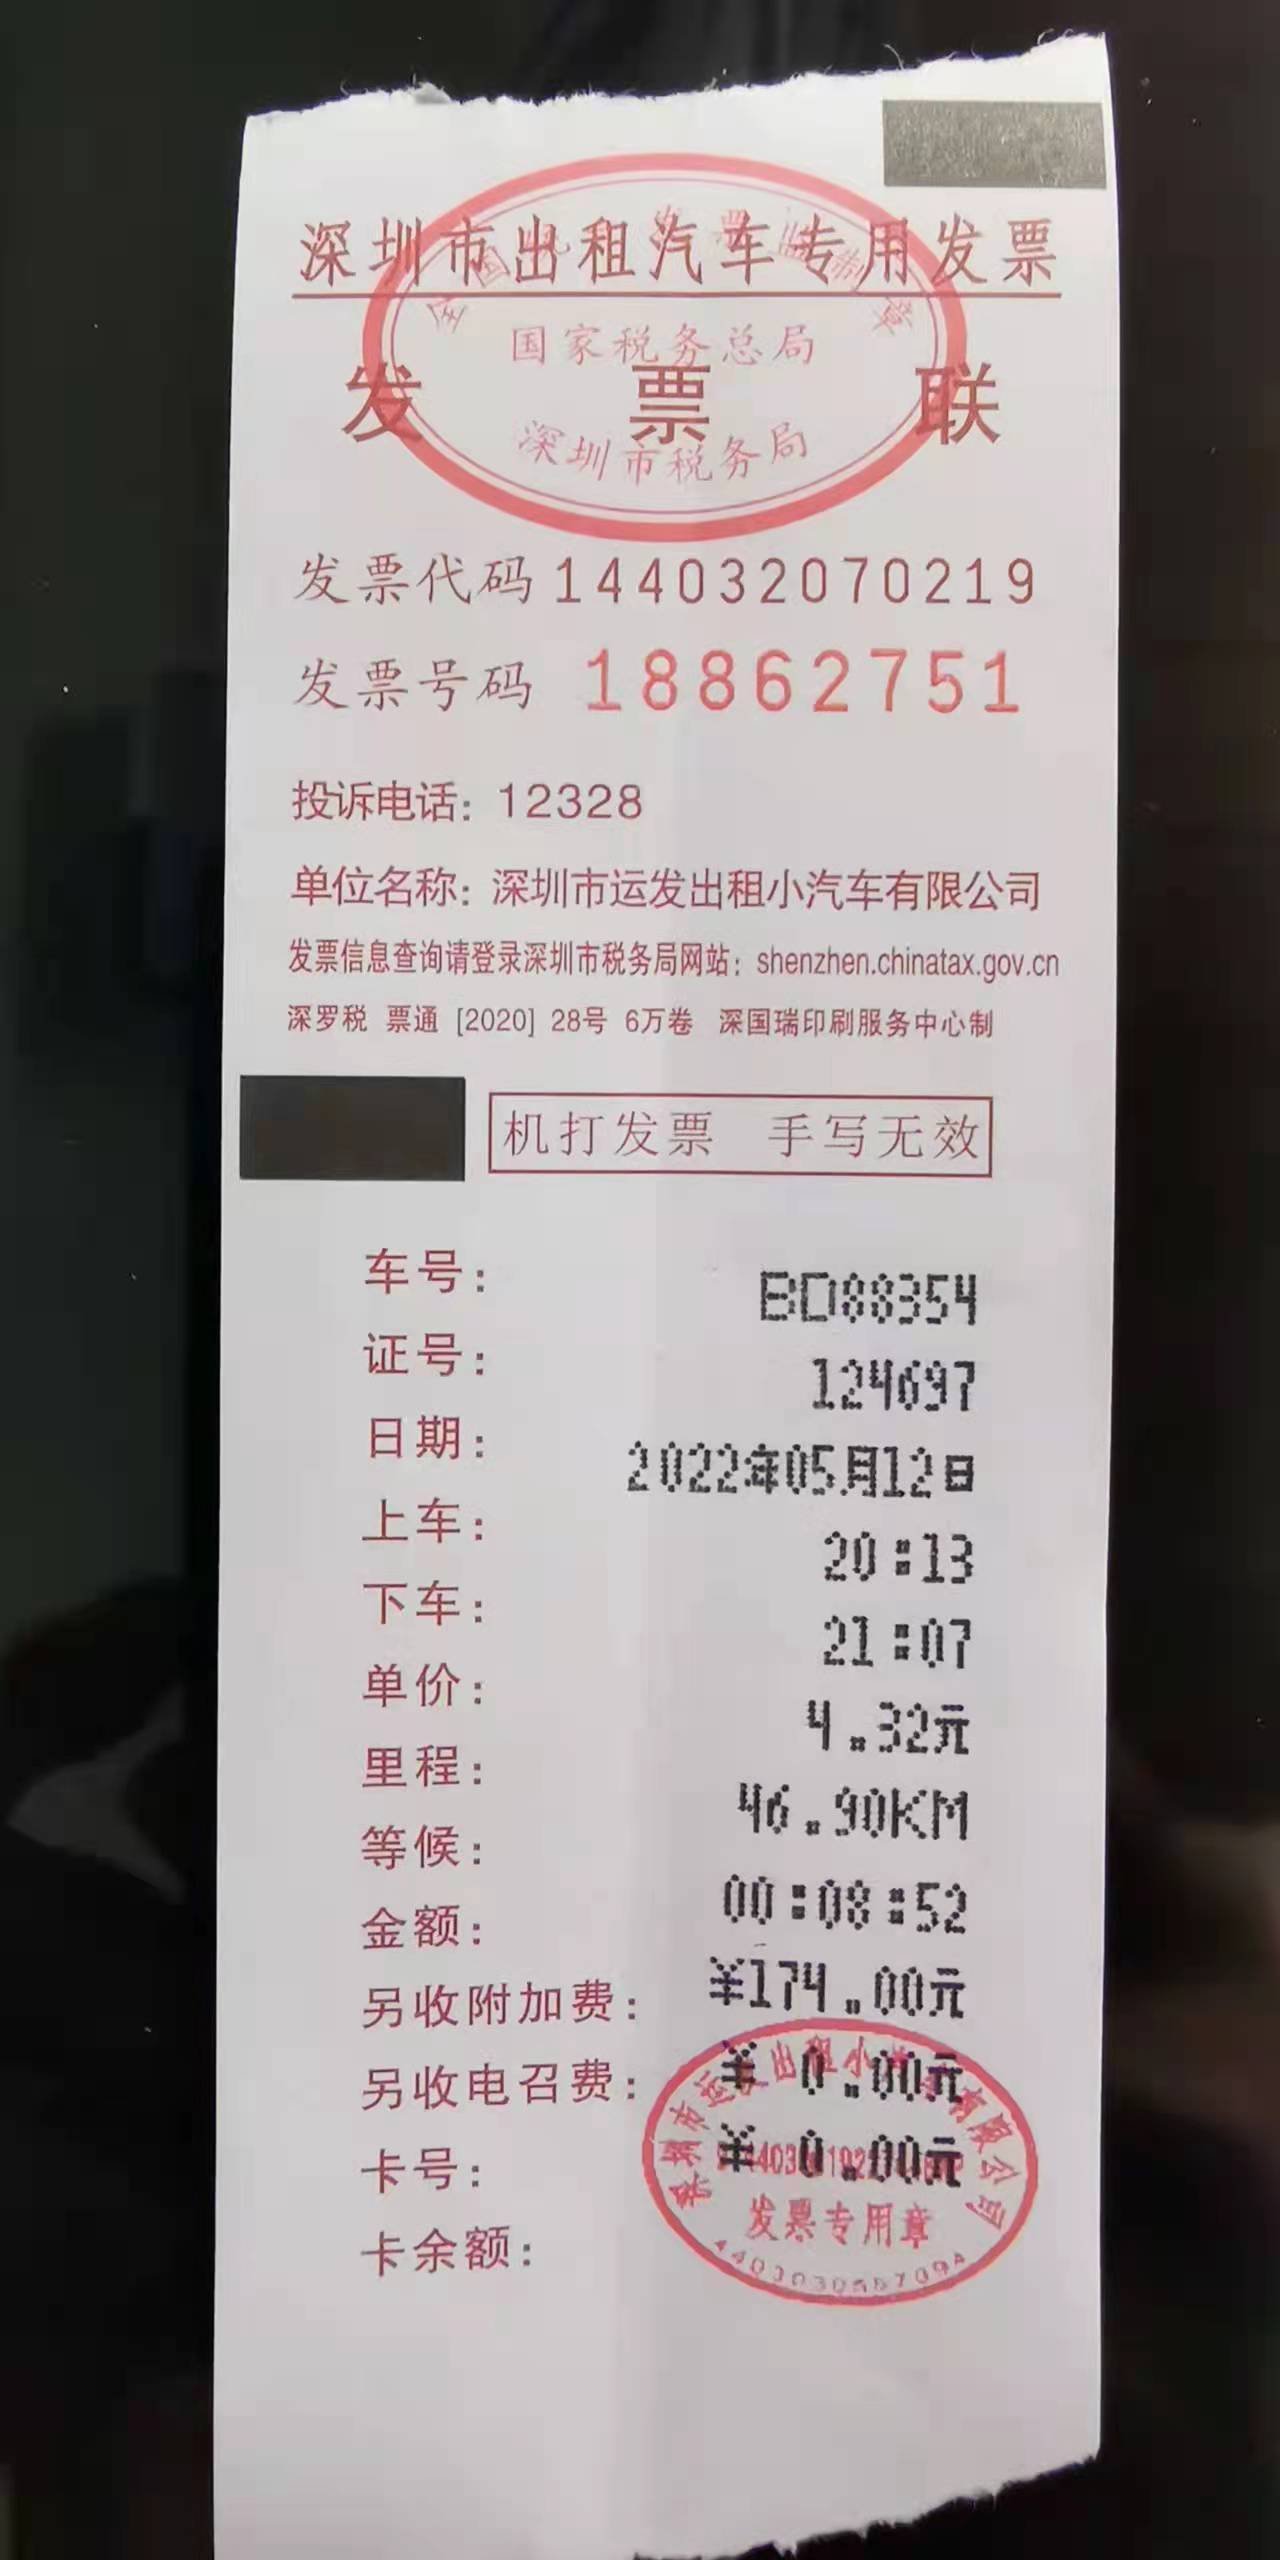 深圳市出租汽车专用发票
国家税务总局
发票联
深圳市税务局
发票代码 144032070219
发票号码 18862751
投诉电话：12328
单位名称：深圳市运发出租小汽车有限公司
发票信息查询请登录深圳市税务局网站：shenzhen.chinatax.gov.cn
深罗税 票通 [2020] 28号 6万卷 深国瑞印刷服务中心制
机打发票 手写无效
车号： BD88354
证号： 124697
日期： 2022年05月12日
上车： 20:13
下车： 21:07
单价： 4.32元
里程： 46.90KM
等候： 00:08:52
金额： ¥174.00元
另收附加费： ¥ 0.00元
另收电召费： ¥ 0.00元
卡号：
发票专用章
卡余额：